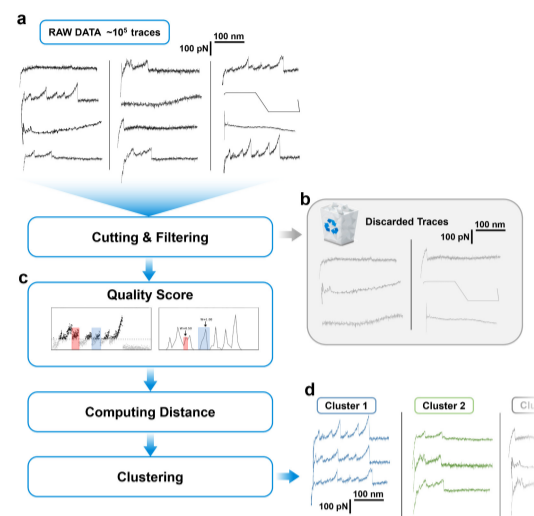 a
RAW DATA ~10⁵ traces
100 nm
100 pN
b
Discarded Traces
100 nm
100 pN
Cutting & Filtering
c
Quality Score
Computing Distance
Clustering
d
Cluster 1
Cluster 2
100 nm
100 pN